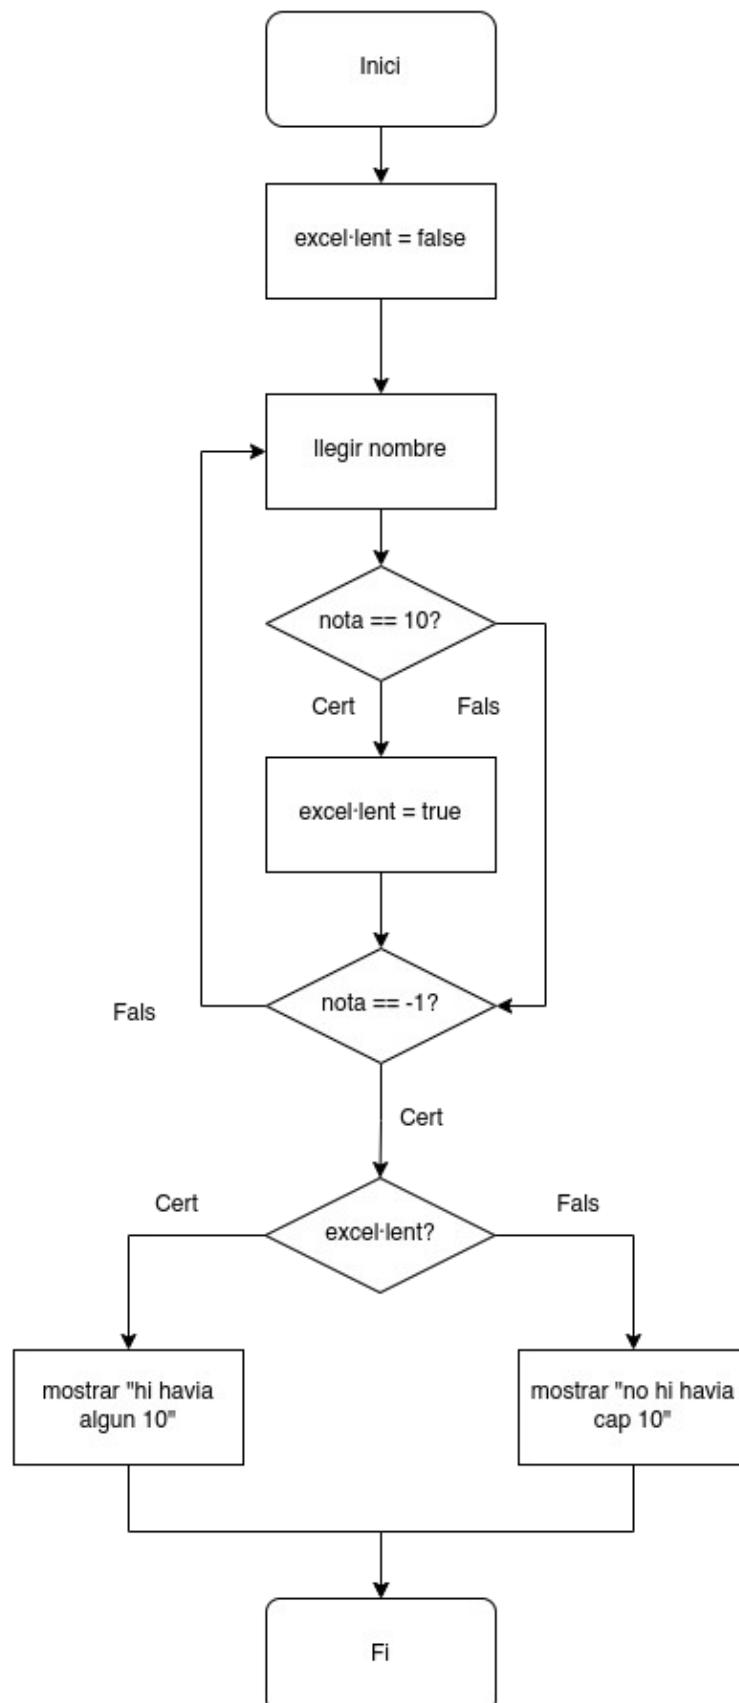 Inici
excel·lent = false
llegir nombre
nota == 10?
Cert
Fals
excel·lent = true
nota == -1?
Fals
Cert
excel·lent?
Cert
Fals
mostrar "hi havia
algun 10"
mostrar "no hi havia
cap 10"
Fi